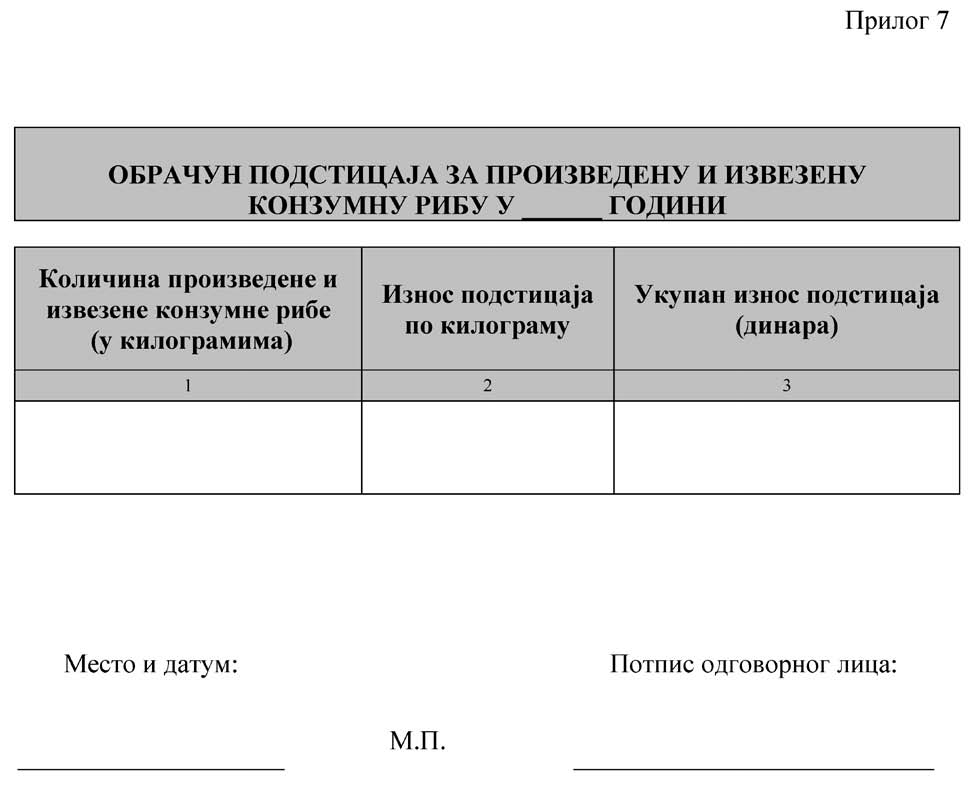 Прилог 7
ОБРАЧУН ПОДСТИЦАЈА ЗА ПРОИЗВЕДЕНУ И ИЗВЕЗЕНУ
КОНЗУМНУ РИБУ У ______ ГОДИНИ
Количина произведене и
извезене конзумне рибе
(у килограмима)
Износ подстицаја
по килограму
Укупан износ подстицаја
(динара)
1
2
3
Место и датум:
Потпис одговорног лица:
М.П.